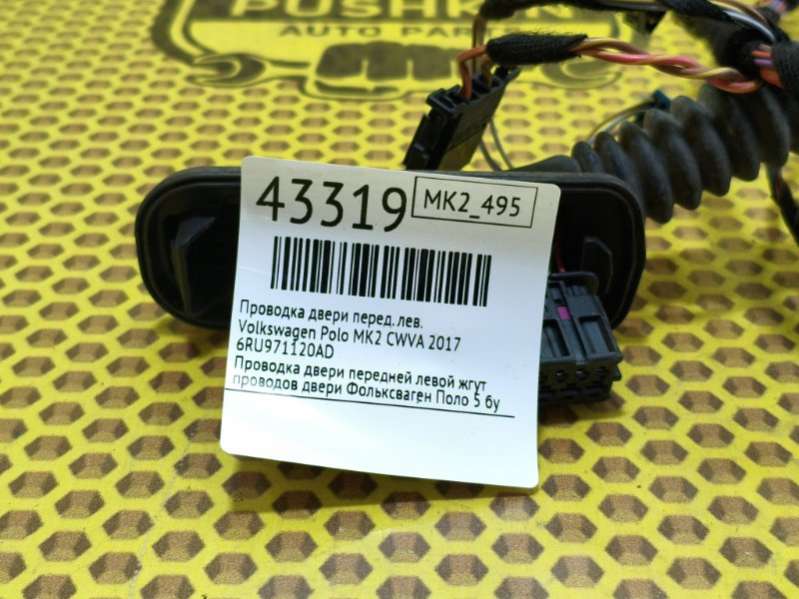 PUSHKIN
AUTO PARTS
43319
MK2_495
Проводка двери перед. лев.
Volkswagen Polo MK2 CWVA 2017
6RU971120AD
Проводка двери передней левой жгут
проводов двери Фольксваген Поло 5 бу